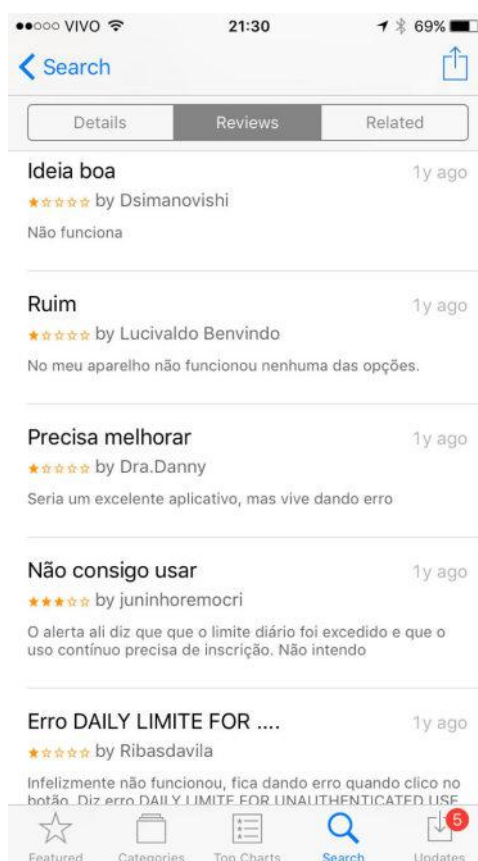 VIVO 21:30 69%
Search
Details Reviews Related
Ideia boa 1y ago
by Dsimanovishi
Não funciona
Ruim 1y ago
by Lucivaldo Benvindo
No meu aparelho não funcionou nenhuma das opções.
Precisa melhorar 1y ago
by Dra.Danny
Seria um excelente aplicativo, mas vive dando erro
Não consigo usar 1y ago
by juninhoremocri
O alerta ali diz que que o limite diário foi excedido e que o
uso contínuo precisa de inscrição. Não intendo
Erro DAILY LIMITE FOR .... 1y ago
by Ribasdavila
Infelizmente não funcionou, fica dando erro quando clico no
botão. Diz erro DAILY LIMITE FOR UNAUTHENTICATED USE
5
Featured Categories Top Charts Search Updates